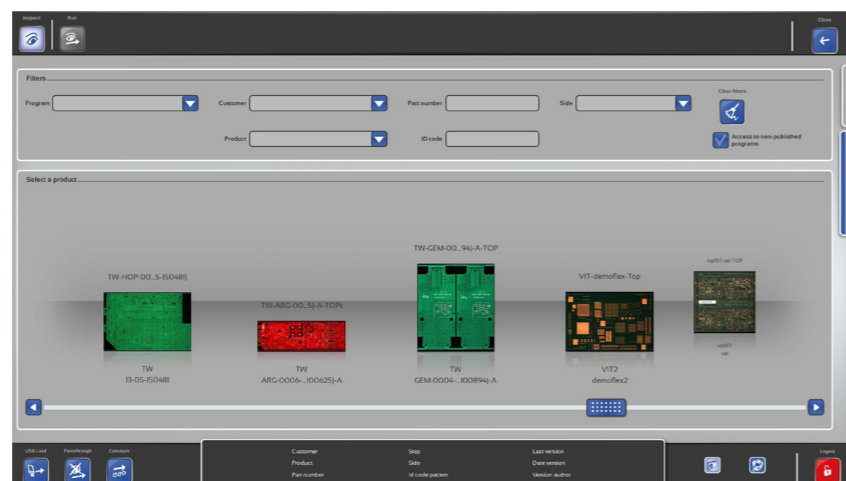 Inspect Run Close
Filters
Program Customer Part number Side Clear filters
Product ID code Access to non-published
programs
Select a product
TW-GEM-00...94)-A-TOP
TW-HOP-00...5-150481) VIT-demoflex-Top
TW-ARG-00...5)-A-TOPt
TW TW TW VIT2
13-05-150481 ARG-0006-...100625)-A GEM-0004-...100894)-A demoflex2
USB Load Passthrough Conveyor Logout
Customer Step Last version
Product Side Date version
Part number Id code pattern Version author